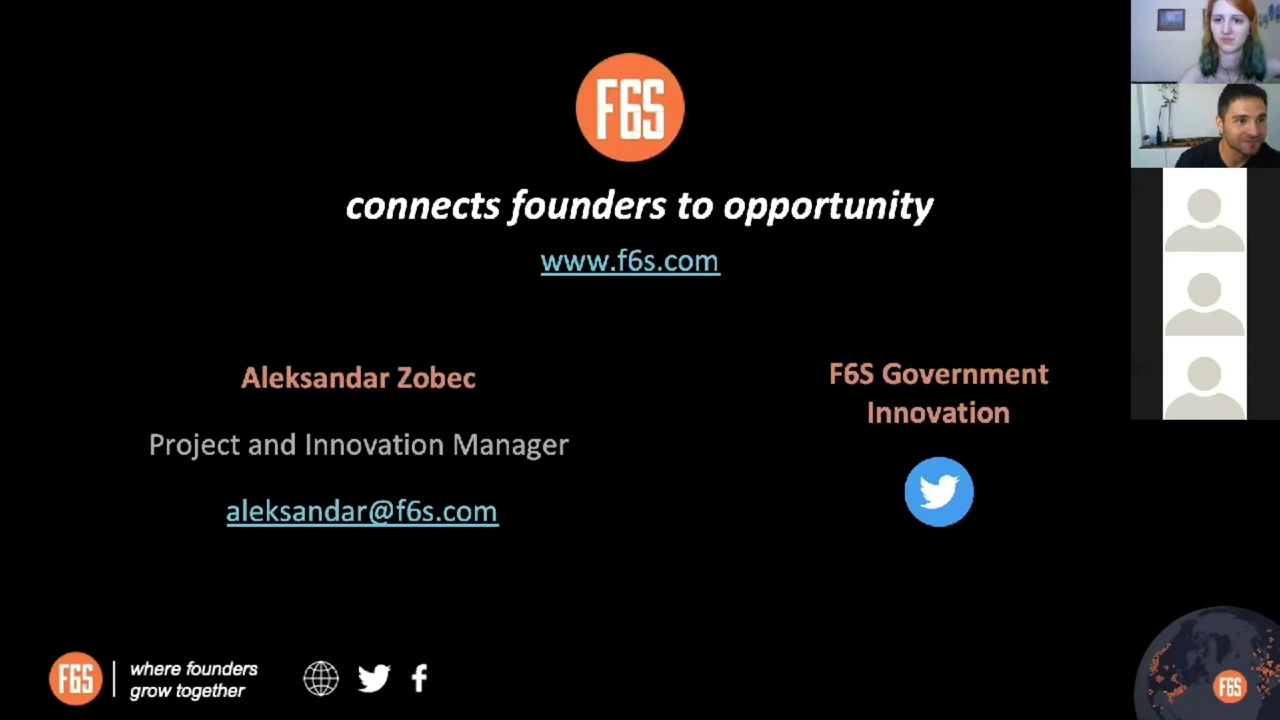 F6S
connects founders to opportunity
www.f6s.com
Aleksandar Zobec
Project and Innovation Manager
aleksandar@f6s.com
F6S Government
Innovation
F6S
where founders
grow together
F6S